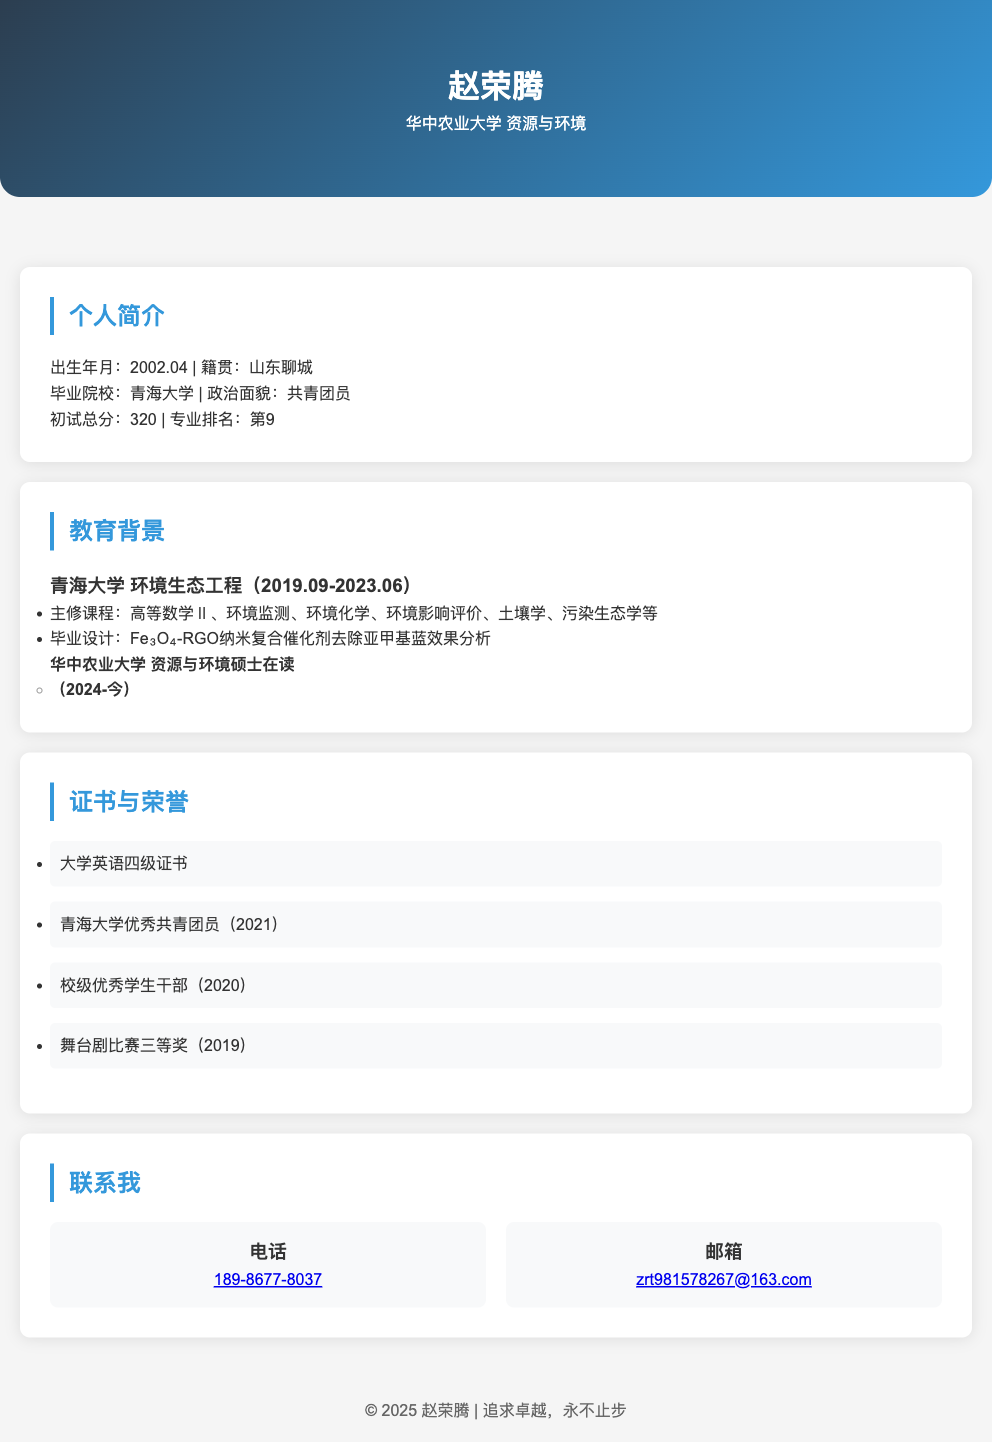 赵荣腾
华中农业大学 资源与环境
个人简介
出生年月：2002.04 | 籍贯：山东聊城
毕业院校：青海大学 | 政治面貌：共青团员
初试总分：320 | 专业排名：第9
教育背景
青海大学 环境生态工程（2019.09-2023.06）
主修课程：高等数学Ⅱ、环境监测、环境化学、环境影响评价、土壤学、污染生态学等
毕业设计：Fe₃O₄-RGO纳米复合催化剂去除亚甲基蓝效果分析
华中农业大学 资源与环境硕士在读
（2024-今）
证书与荣誉
大学英语四级证书
青海大学优秀共青团员（2021）
校级优秀学生干部（2020）
舞台剧比赛三等奖（2019）
联系我
电话
189-8677-8037
邮箱
zrt981578267@163.com
© 2025 赵荣腾 | 追求卓越，永不止步